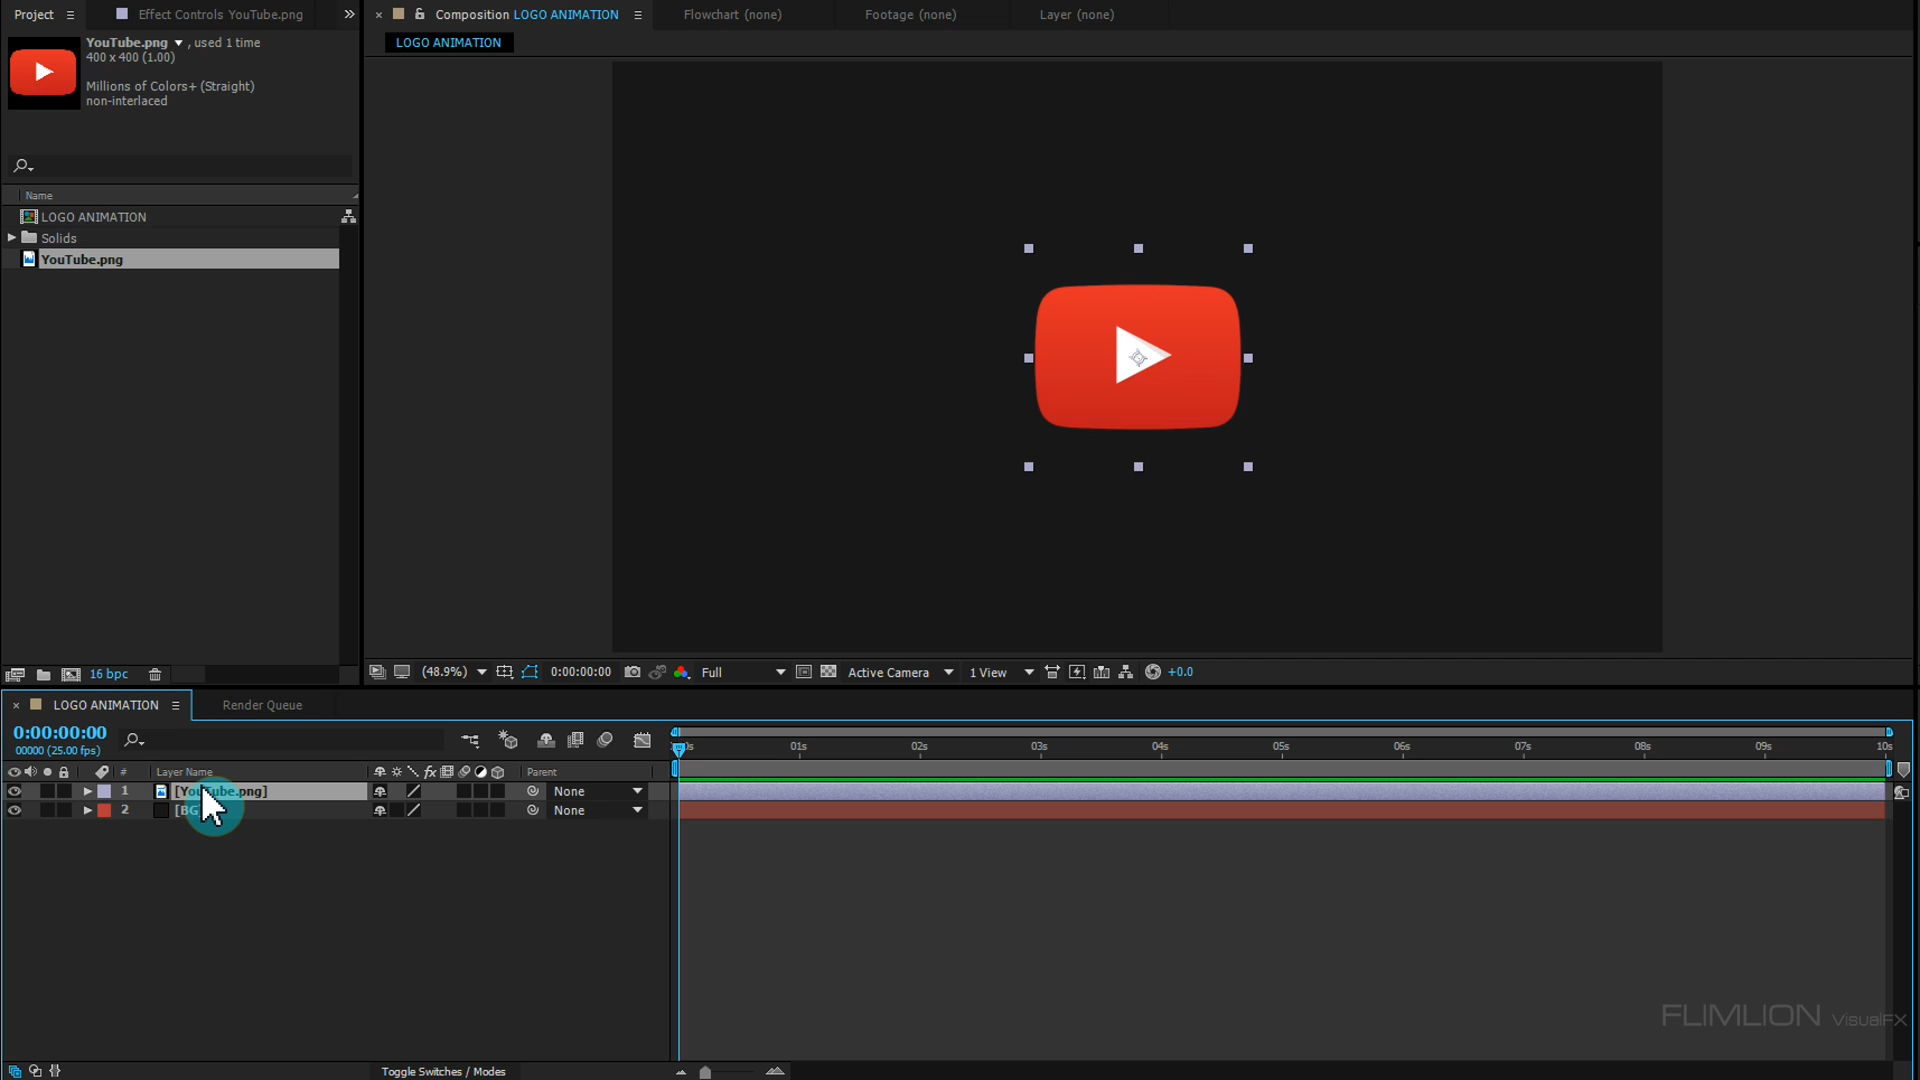 Project
Effect Controls YouTube.png
Composition LOGO ANIMATION
Flowchart (none)
Footage (none)
Layer (none)
YouTube.png , used 1 time
400 x 400 (1.00)
Millions of Colors+ (Straight)
non-interlaced
LOGO ANIMATION
Name
LOGO ANIMATION
Solids
YouTube.png
16 bpc
(48.9%)
0:00:00:00
Full
Active Camera
1 View
+0.0
LOGO ANIMATION
Render Queue
0:00:00:00
00000 (25.00 fps)
01s
02s
03s
04s
05s
06s
07s
08s
09s
10s
# Layer Name
Parent
1 [YouTube.png] None
2 [BG] None
FLIMLION VisualFX
Toggle Switches / Modes